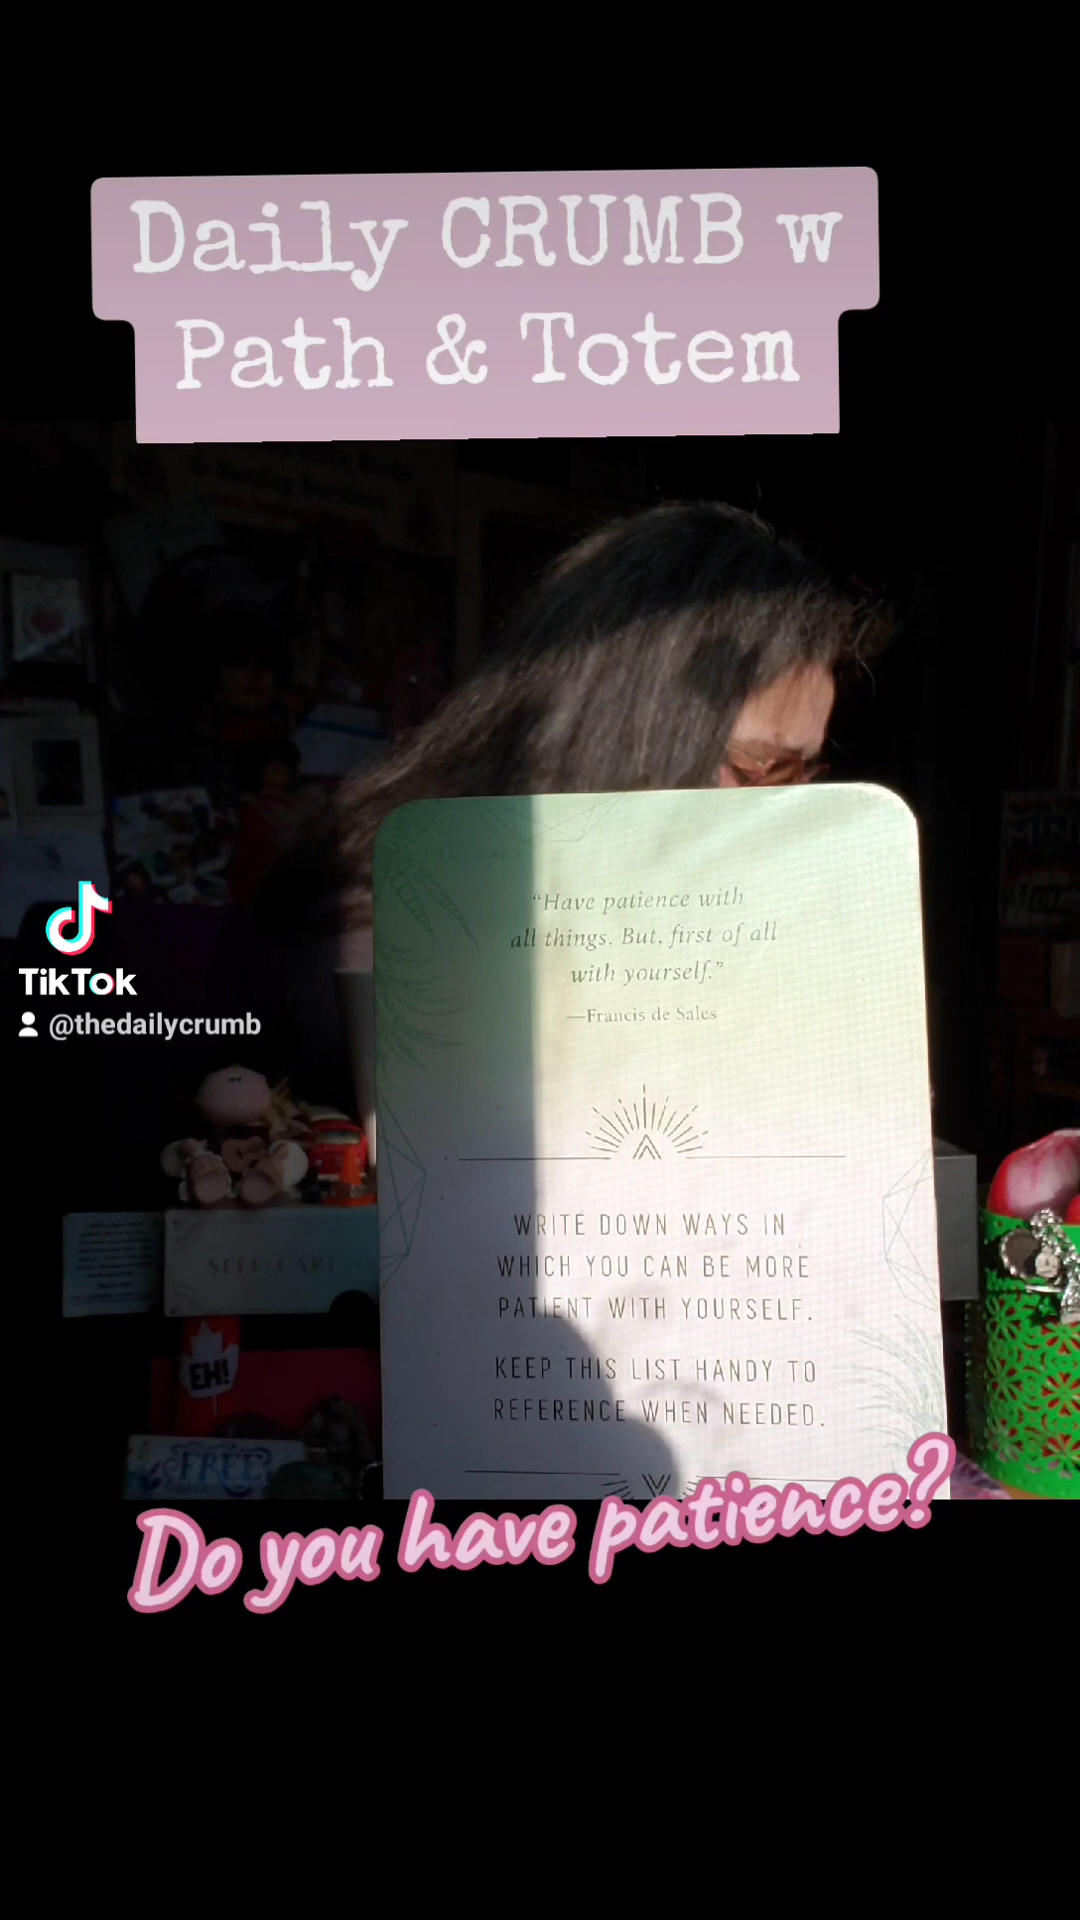 Daily CRUMB w
Path & Totem
“Have patience with
all things. But, first of all
with yourself.”
—Francis de Sales
TikTok
@thedailycrumb
WRITE DOWN WAYS IN
WHICH YOU CAN BE MORE
PATIENT WITH YOURSELF.
KEEP THIS LIST HANDY TO
REFERENCE WHEN NEEDED.
SELF CARE
EH!
FREE
Do you have patience?